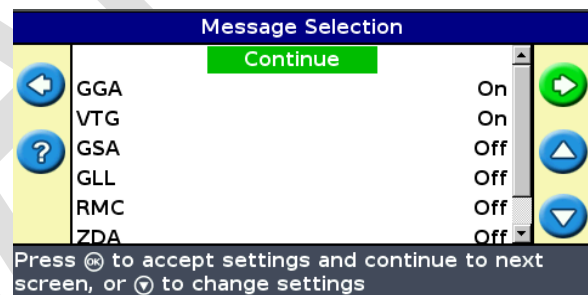 Message Selection
Continue
GGA On
VTG On
GSA Off
GLL Off
RMC Off
ZDA Off
?
Press OK to accept settings and continue to next
screen, or ▽ to change settings